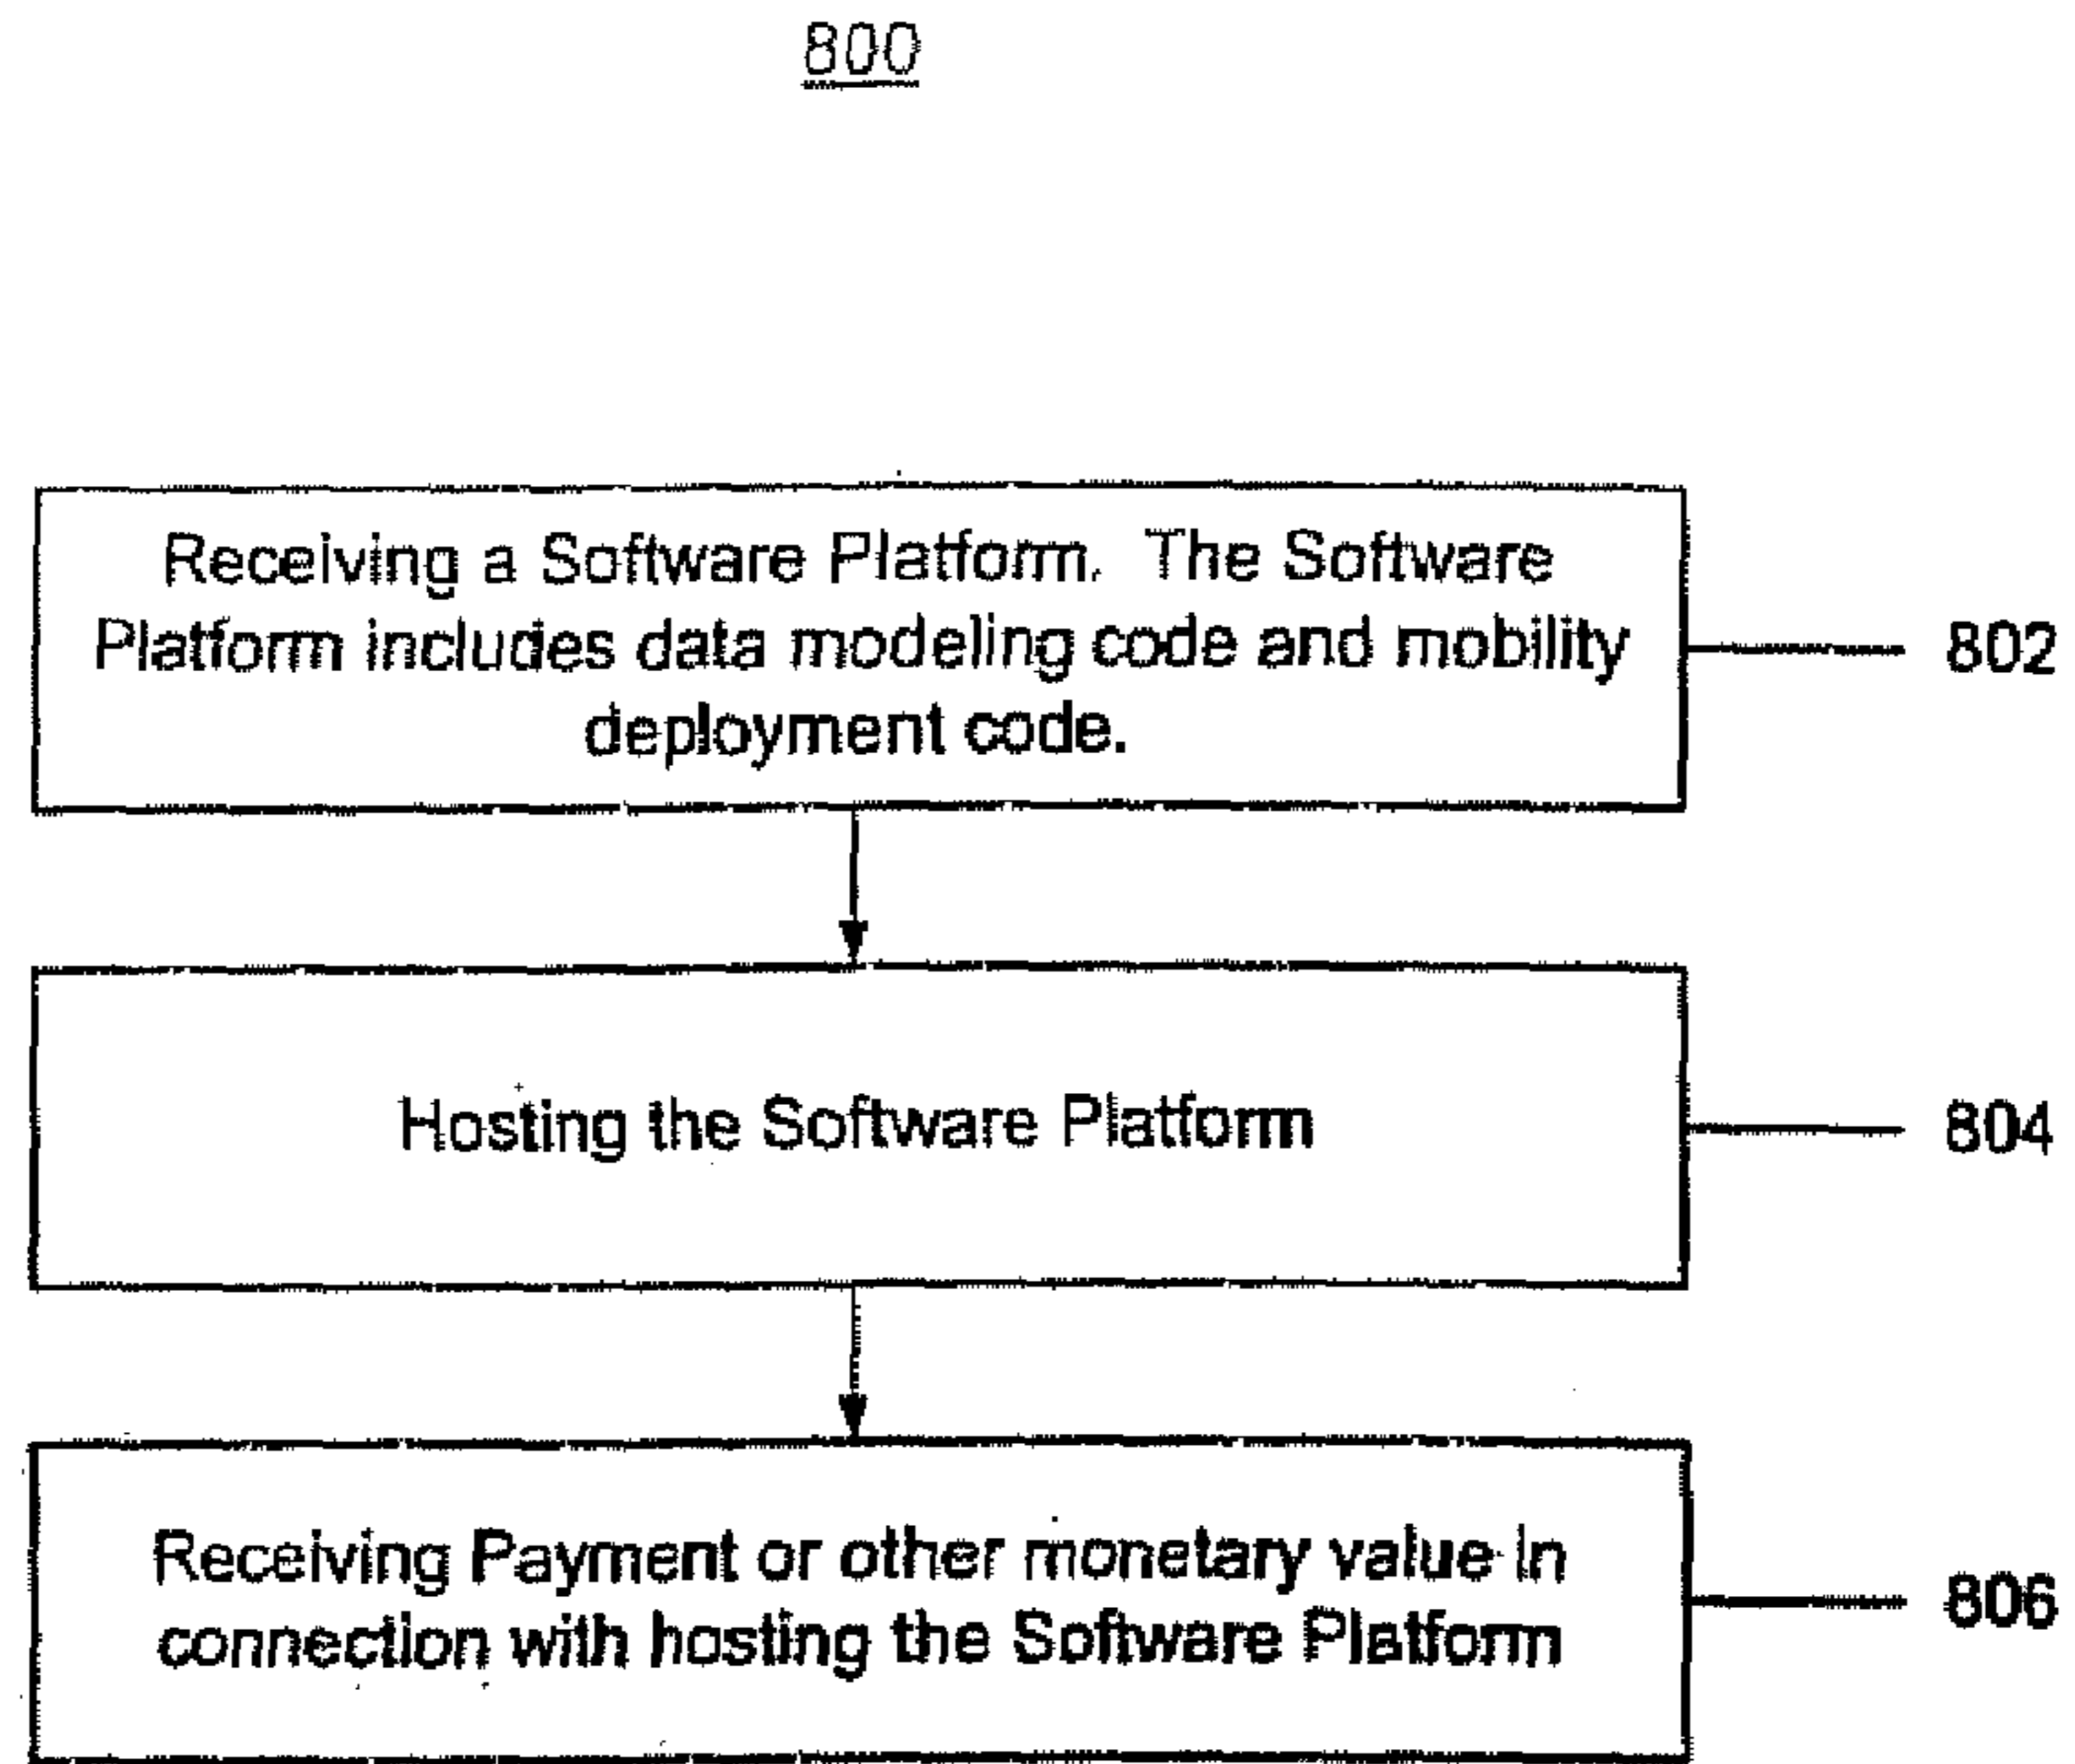 800
Receiving a Software Platform. The Software
Platform includes data modeling code and mobility
deployment code.
802
Hosting the Software Platform
804
Receiving Payment or other monetary value in
connection with hosting the Software Platform
806